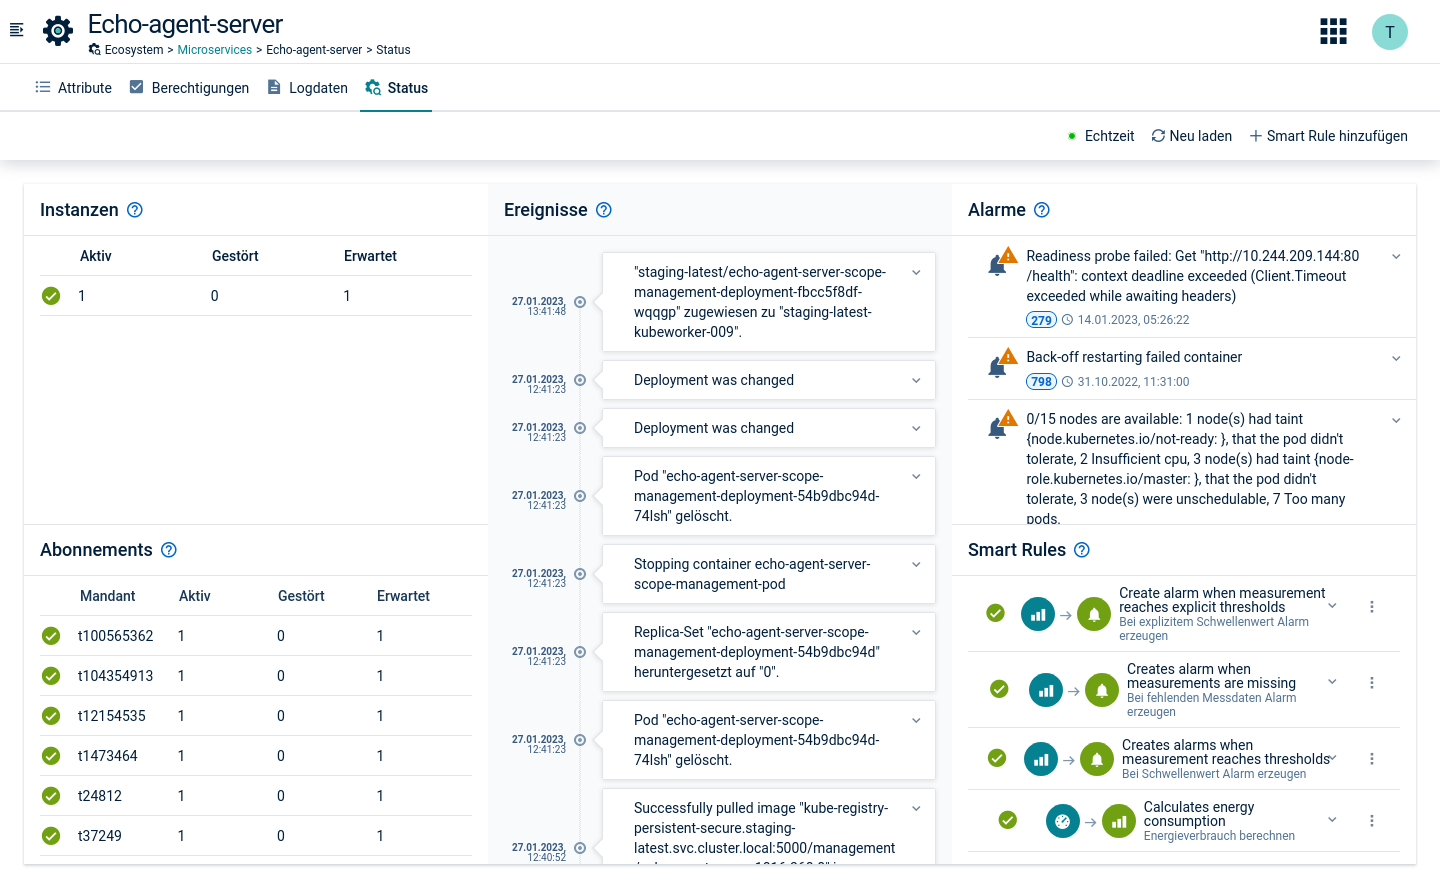 Echo-agent-server
Ecosystem > Microservices > Echo-agent-server > Status
T
Attribute
Berechtigungen
Logdaten
Status
Echtzeit
Neu laden
Smart Rule hinzufügen
Instanzen
Aktiv Gestört Erwartet
1 0 1
Abonnements
Mandant Aktiv Gestört Erwartet
t100565362 1 0 1
t104354913 1 0 1
t12154535 1 0 1
t1473464 1 0 1
t24812 1 0 1
t37249 1 0 1
Ereignisse
27.01.2023,
13:41:48
"staging-latest/echo-agent-server-scope-
management-deployment-fbcc5f8df-
wqqgp" zugewiesen zu "staging-latest-
kubeworker-009".
27.01.2023,
12:41:23
Deployment was changed
27.01.2023,
12:41:23
Deployment was changed
27.01.2023,
12:41:23
Pod "echo-agent-server-scope-
management-deployment-54b9dbc94d-
74lsh" gelöscht.
27.01.2023,
12:41:23
Stopping container echo-agent-server-
scope-management-pod
27.01.2023,
12:41:23
Replica-Set "echo-agent-server-scope-
management-deployment-54b9dbc94d"
heruntergesetzt auf "0".
27.01.2023,
12:41:23
Pod "echo-agent-server-scope-
management-deployment-54b9dbc94d-
74lsh" gelöscht.
27.01.2023,
12:40:52
Successfully pulled image "kube-registry-
persistent-secure.staging-
latest.svc.cluster.local:5000/management
Alarme
Readiness probe failed: Get "http://10.244.209.144:80
/health": context deadline exceeded (Client.Timeout
exceeded while awaiting headers)
279 14.01.2023, 05:26:22
Back-off restarting failed container
798 31.10.2022, 11:31:00
0/15 nodes are available: 1 node(s) had taint
{node.kubernetes.io/not-ready: }, that the pod didn't
tolerate, 2 Insufficient cpu, 3 node(s) had taint {node-
role.kubernetes.io/master: }, that the pod didn't
tolerate, 3 node(s) were unschedulable, 7 Too many
pods.
Smart Rules
Create alarm when measurement
reaches explicit thresholds
Bei explizitem Schwellenwert Alarm
erzeugen
Creates alarm when
measurements are missing
Bei fehlenden Messdaten Alarm
erzeugen
Creates alarms when
measurement reaches thresholds
Bei Schwellenwert Alarm erzeugen
Calculates energy
consumption
Energieverbrauch berechnen